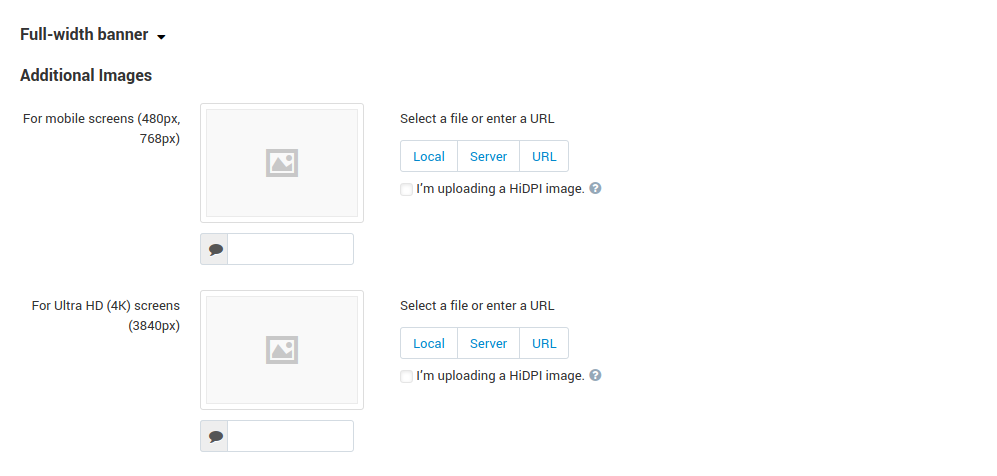 Full-width banner
Additional Images
For mobile screens (480px,
768px)
Select a file or enter a URL
Local Server URL
I'm uploading a HiDPI image. ?
For Ultra HD (4K) screens
(3840px)
Select a file or enter a URL
Local Server URL
I'm uploading a HiDPI image. ?